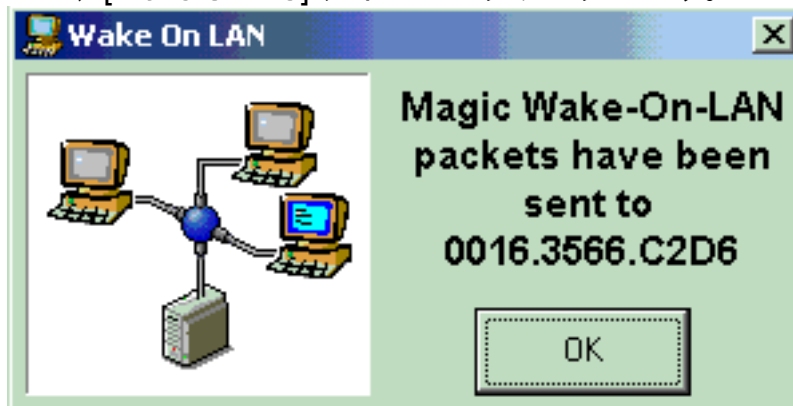 Wake On LAN
Magic Wake-On-LAN
packets have been
sent to
0016.3566.C2D6
OK